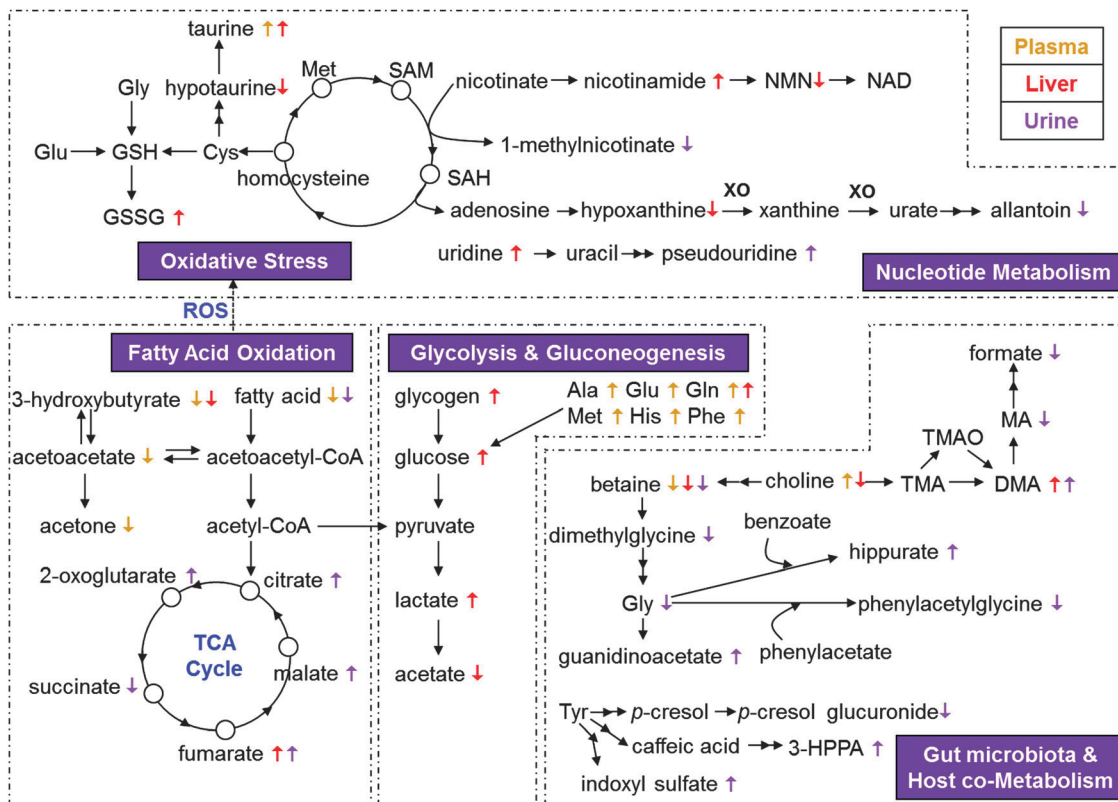 taurine ↑↑
Plasma
Liver
Urine
Met
SAM
Gly
hypotaurine↓
nicotinate → nicotinamide ↑ → NMN↓ → NAD
Glu → GSH ← Cys ←
1-methylnicotinate ↓
homocysteine
SAH
GSSG ↑
XO
XO
adenosine → hypoxanthine↓ → xanthine → urate →→ allantoin ↓
uridine ↑ → uracil →→ pseudouridine ↑
Oxidative Stress
Nucleotide Metabolism
ROS
Fatty Acid Oxidation
3-hydroxybutyrate ↓↓
fatty acid ↓↓
acetoacetate ↓
acetoacetyl-CoA
acetone ↓
acetyl-CoA
2-oxoglutarate ↑
citrate ↑
TCA
Cycle
succinate ↓
malate ↑
fumarate ↑↑
Glycolysis & Gluconeogenesis
glycogen ↑
Ala ↑ Glu ↑ Gln ↑↑
Met ↑ His ↑ Phe ↑
glucose ↑
pyruvate
lactate ↑
acetate ↓
formate ↓
MA ↓
TMAO
betaine ↓↓↓ ←← choline ↑↓ → TMA → DMA ↑↑
dimethylglycine ↓
benzoate
hippurate ↑
Gly ↓
phenylacetylglycine ↓
guanidinoacetate ↑
phenylacetate
Tyr →→ p-cresol → p-cresol glucuronide↓
caffeic acid →→ 3-HPPA ↑
indoxyl sulfate ↑
Gut microbiota &
Host co-Metabolism